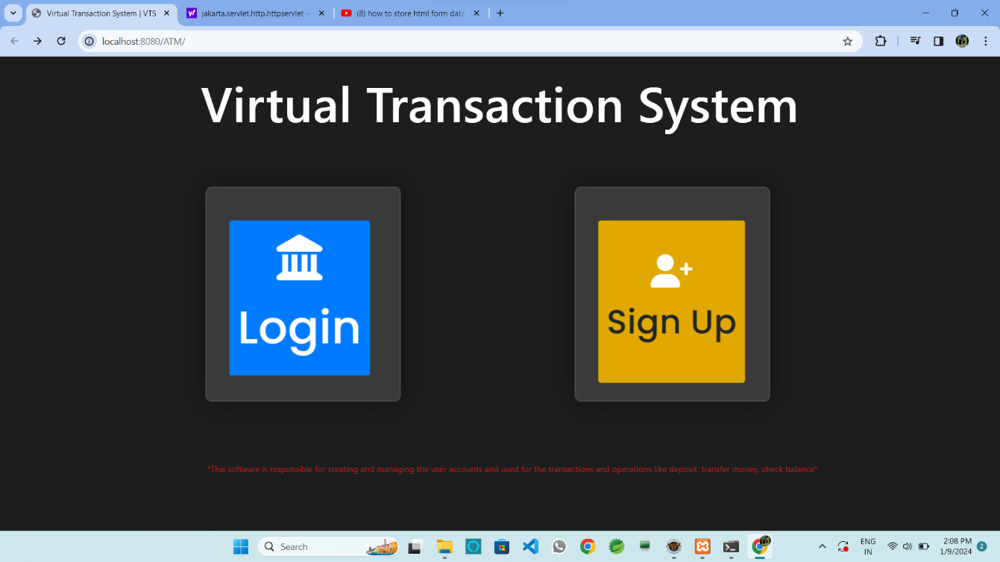 Virtual Transaction System | VTS
jakarta.servlet.http.httpservlet -
(8) how to store html form data
localhost:8080/ATM/
Virtual Transaction System
Login
Sign Up
*This software is responsible for creating and managing the user accounts and used for the transactions and operations like deposit, transfer money, check balance*
Search
ENG
IN
2:08 PM
1/9/2024
2